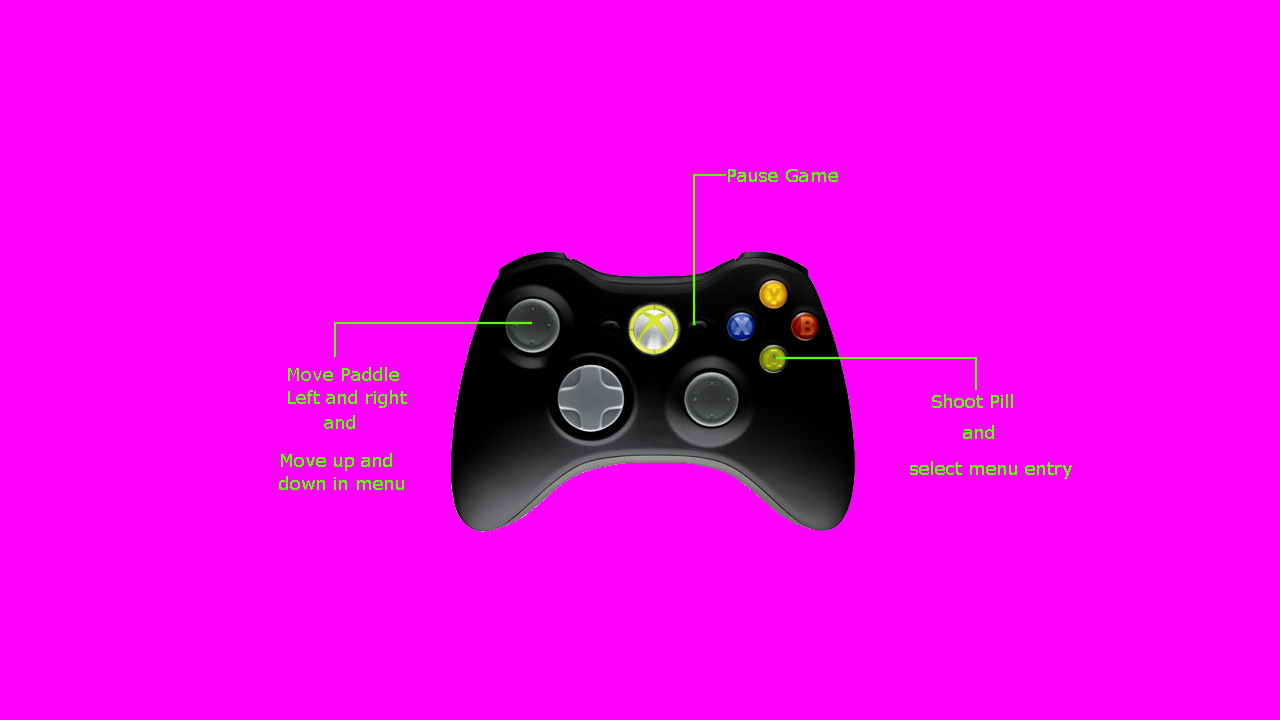 Pause Game
Y
X
B
A
Move Paddle
Left and right
and
Move up and
down in menu
Shoot Pill
and
select menu entry